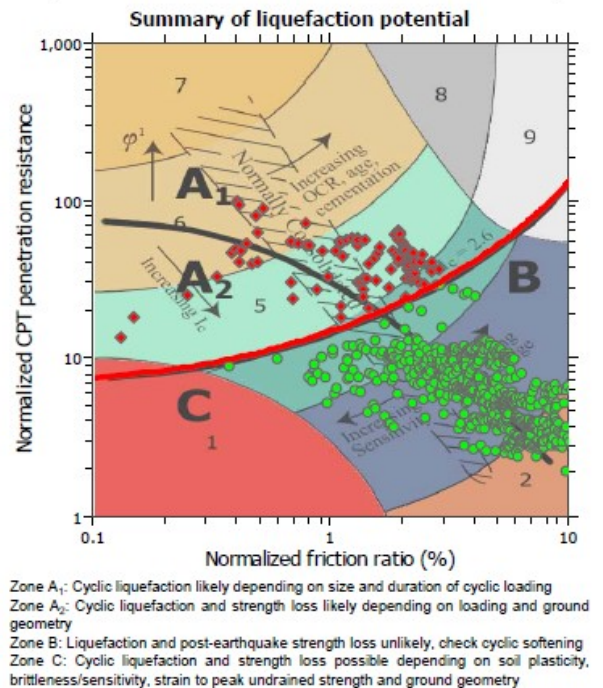 Summary of liquefaction potential
Normalized CPT penetration resistance
1,000
100
10
1
7
8
9
φ'
A1
Increasing
OCR, age,
cementation
Normally Consolidated
6
A2
Increasing Ic
= 2.6
B
5
C
Increasing
Sensitivity
1
2
0.1
1
10
Normalized friction ratio (%)
Zone A1: Cyclic liquefaction likely depending on size and duration of cyclic loading
Zone A2: Cyclic liquefaction and strength loss likely depending on loading and ground
geometry
Zone B: Liquefaction and post-earthquake strength loss unlikely, check cyclic softening
Zone C: Cyclic liquefaction and strength loss possible depending on soil plasticity,
brittleness/sensitivity, strain to peak undrained strength and ground geometry